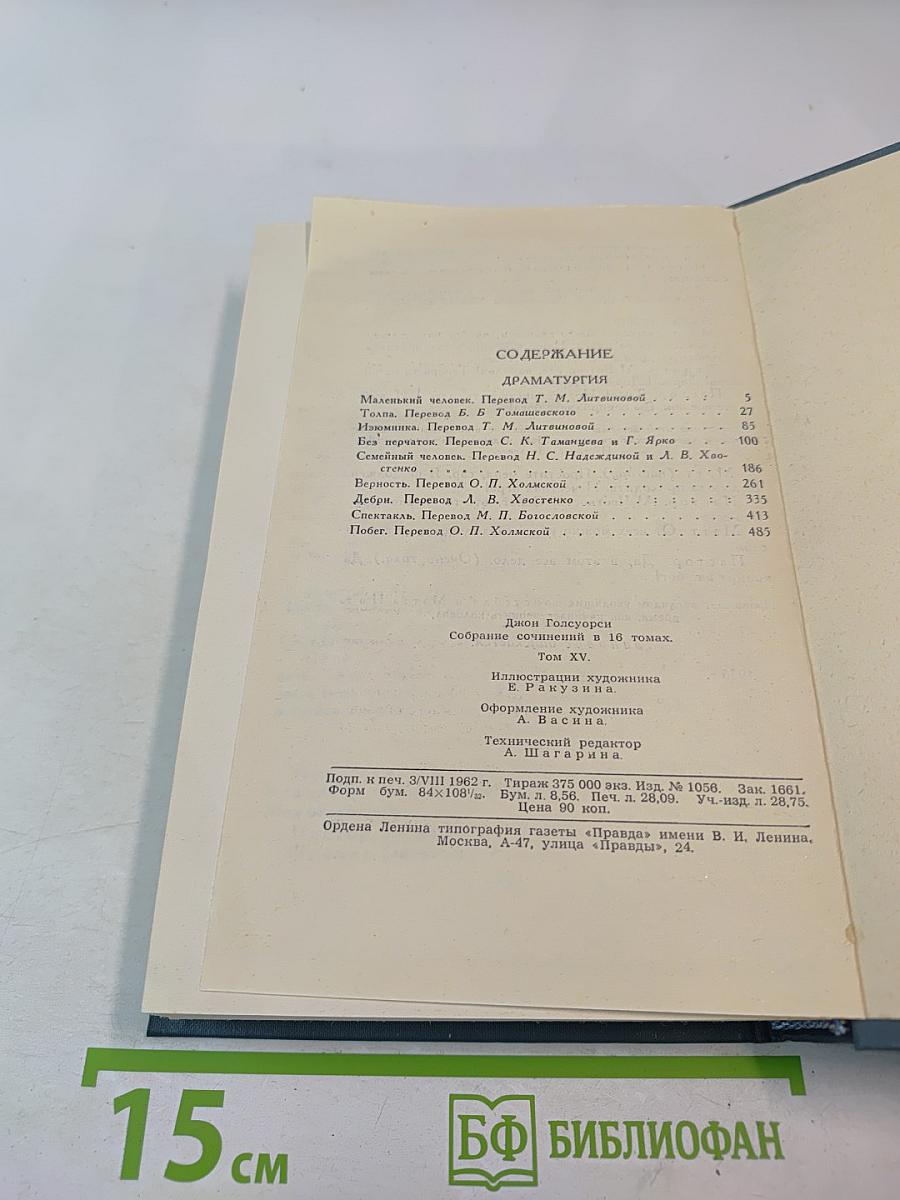 СОДЕРЖАНИЕ
ДРАМАТУРГИЯ
Маленький человек. Перевод Т. М. Литвиновой . . : : 5
Толпа. Перевод Б. Б Томашевского . . . . . . . . . 27
Изюминка. Перевод Т. М. Литвиновой . . . . . . . . 85
Без перчаток. Перевод С. К. Таманцева и Г. Ярко . . . 100
Семейный человек. Перевод Н. С. Надеждиной и Л. В. Хво-
стенко . . . . . . . . . . . . . . . . . . . 186
Верность. Перевод О. П. Холмской . . . . . . . . . . 261
Дебри. Перевод Л. В. Хвостенко . . . . : : : : : 335
Спектакль. Перевод М. П. Богословской . . . . . . . . 413
Побег. Перевод О. П. Холмской . . . . . . . . . . . 485
Джон Голсуорси
Собрание сочинений в 16 томах.
Том XV.
Иллюстрации художника
Е. Ракузина.
Оформление художника
А. Васина.
Технический редактор
А. Шагарина.
Подп. к печ. 3/VIII 1962 г. Тираж 375 000 экз. Изд. № 1056. Зак. 1661.
Форм бум. 84×108¹/₃₂. Бум. л. 8,56. Печ. л. 28,09. Уч.-изд. л. 28,75.
Цена 90 коп.
Ордена Ленина типография газеты «Правда» имени В. И. Ленина.
Москва, А-47, улица «Правды», 24.
15 см
БФ БИБЛИОФАН